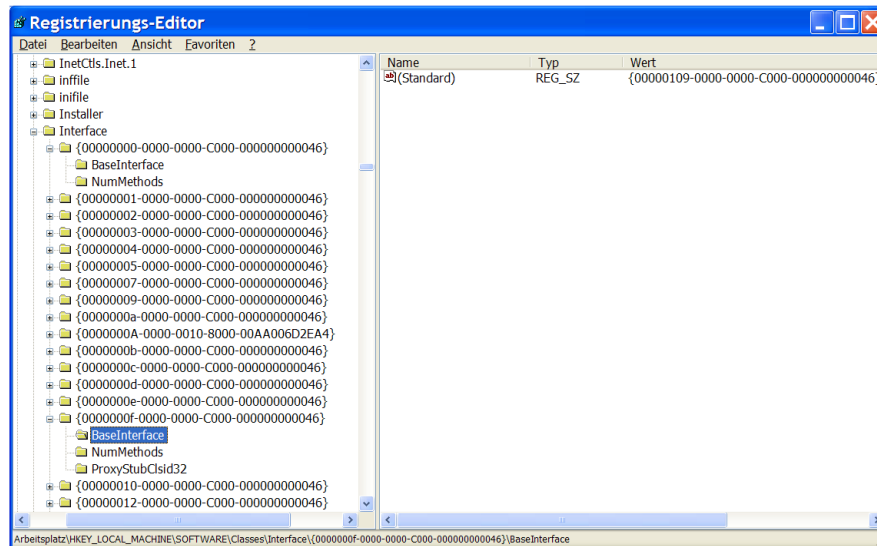 Registrierungs-Editor
Datei Bearbeiten Ansicht Favoriten ?
InetCtls.Inet.1
inffile
inifile
Installer
Interface
{00000000-0000-0000-C000-000000000046}
BaseInterface
NumMethods
{00000001-0000-0000-C000-000000000046}
{00000002-0000-0000-C000-000000000046}
{00000003-0000-0000-C000-000000000046}
{00000004-0000-0000-C000-000000000046}
{00000005-0000-0000-C000-000000000046}
{00000007-0000-0000-C000-000000000046}
{00000009-0000-0000-C000-000000000046}
{0000000a-0000-0000-C000-000000000046}
{0000000A-0000-0010-8000-00AA006D2EA4}
{0000000b-0000-0000-C000-000000000046}
{0000000c-0000-0000-C000-000000000046}
{0000000d-0000-0000-C000-000000000046}
{0000000e-0000-0000-C000-000000000046}
{0000000f-0000-0000-C000-000000000046}
BaseInterface
NumMethods
ProxyStubClsid32
{00000010-0000-0000-C000-000000000046}
{00000012-0000-0000-C000-000000000046}
Name Typ Wert
ab (Standard) REG_SZ {00000109-0000-0000-C000-000000000046}
Arbeitsplatz\HKEY_LOCAL_MACHINE\SOFTWARE\Classes\Interface\{0000000f-0000-0000-C000-000000000046}\BaseInterface